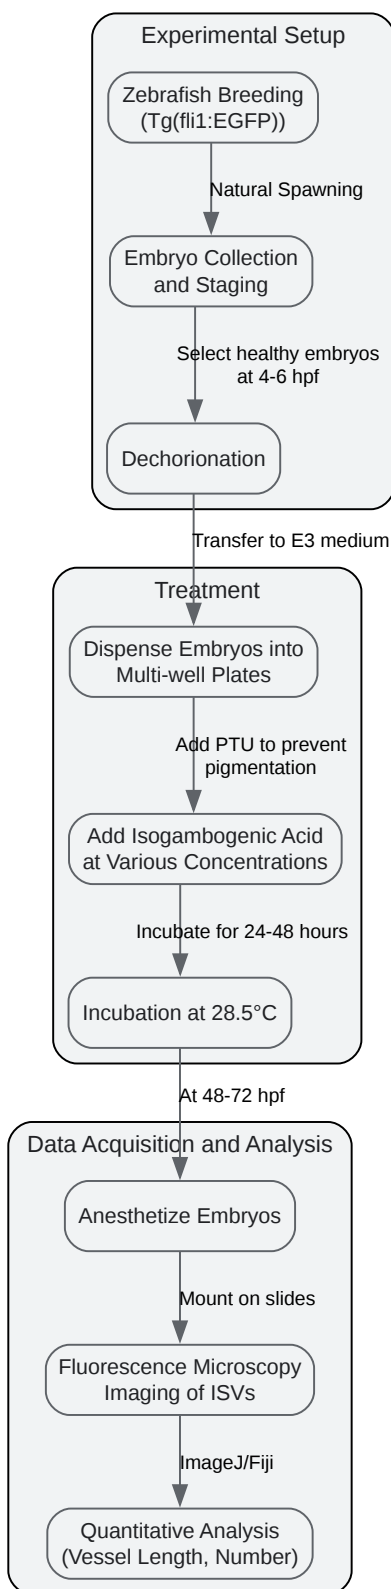 Experimental Setup
Zebrafish Breeding
(Tg(fli1:EGFP))
Natural Spawning
Embryo Collection
and Staging
Select healthy embryos
at 4-6 hpf
Dechorionation
Transfer to E3 medium
Treatment
Dispense Embryos into
Multi-well Plates
Add PTU to prevent
pigmentation
Add Isogambogenic Acid
at Various Concentrations
Incubate for 24-48 hours
Incubation at 28.5°C
At 48-72 hpf
Data Acquisition and Analysis
Anesthetize Embryos
Mount on slides
Fluorescence Microscopy
Imaging of ISVs
ImageJ/Fiji
Quantitative Analysis
(Vessel Length, Number)